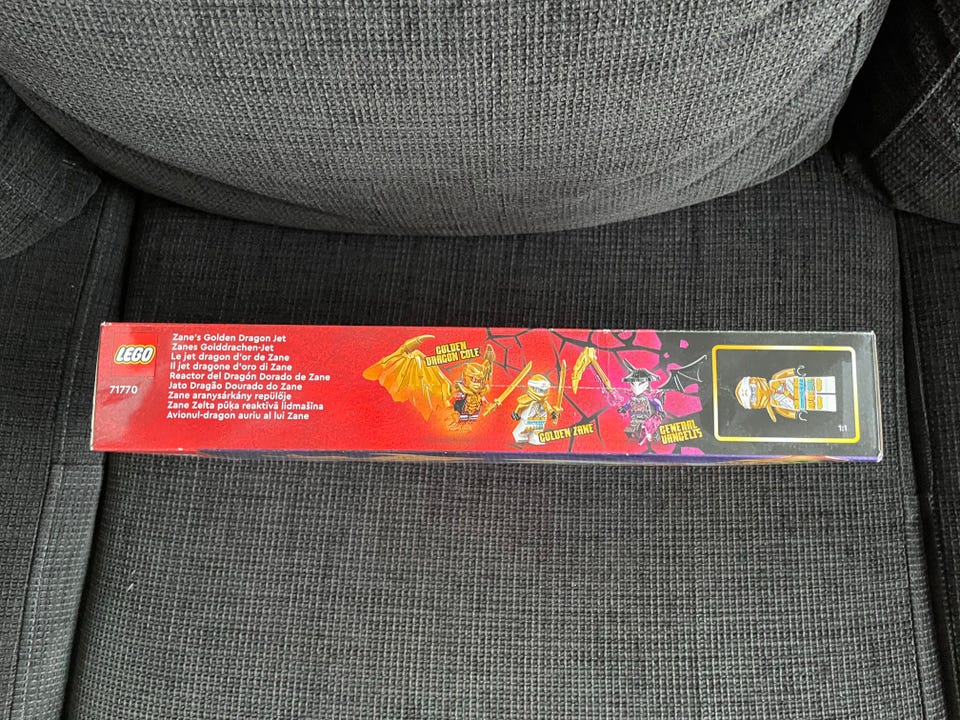 LEGO
71770
Zane's Golden Dragon Jet
Zanes Golddrachen-Jet
Le jet dragon d'or de Zane
Il jet dragone d'oro di Zane
Reactor del Dragón Dorado de Zane
Jato Dragão Dourado do Zane
Zane aranysárkány repülője
Zane Zelta pūķa reaktīvā lidmašīna
Avionul-dragon auriu al lui Zane
GOLDEN
DRAGON COLE
GOLDEN ZANE
GENERAL
VANGELIS
1:1